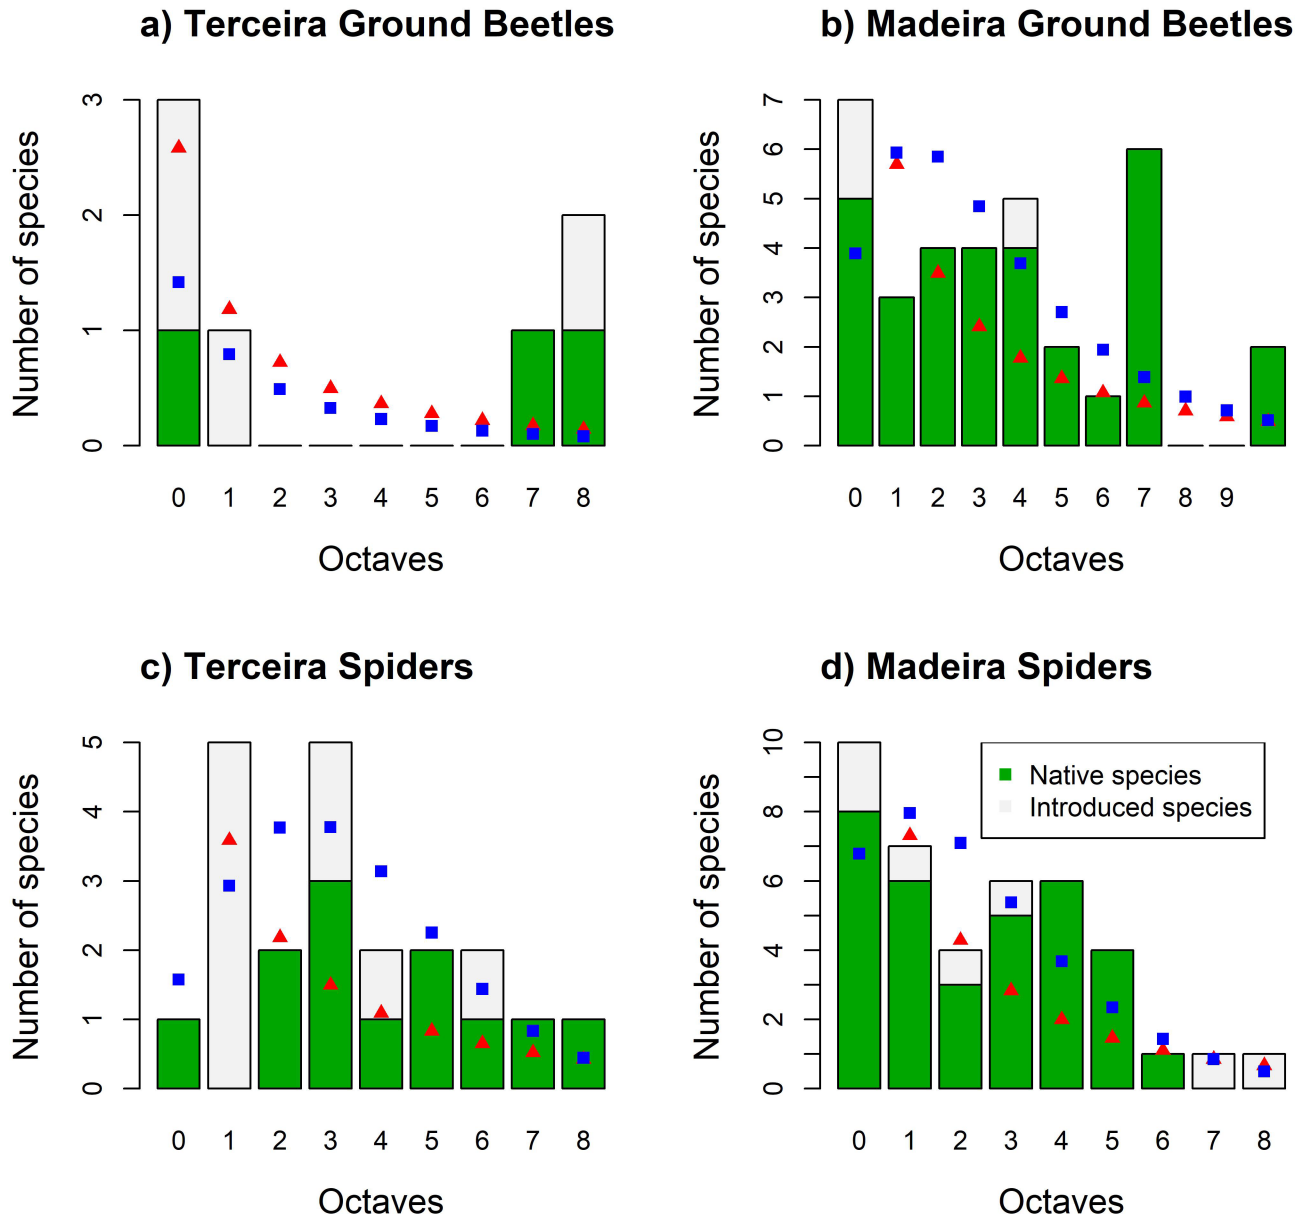 a) Terceira Ground Beetles
Number of species
3
2
1
0
0 1 2 3 4 5 6 7 8
Octaves
b) Madeira Ground Beetles
Number of species
7
6
5
4
3
2
1
0
0 1 2 3 4 5 6 7 8 9
Octaves
c) Terceira Spiders
Number of species
5
4
3
2
1
0
0 1 2 3 4 5 6 7 8
Octaves
d) Madeira Spiders
Number of species
10
8
6
4
2
0
Native species
Introduced species
0 1 2 3 4 5 6 7 8
Octaves